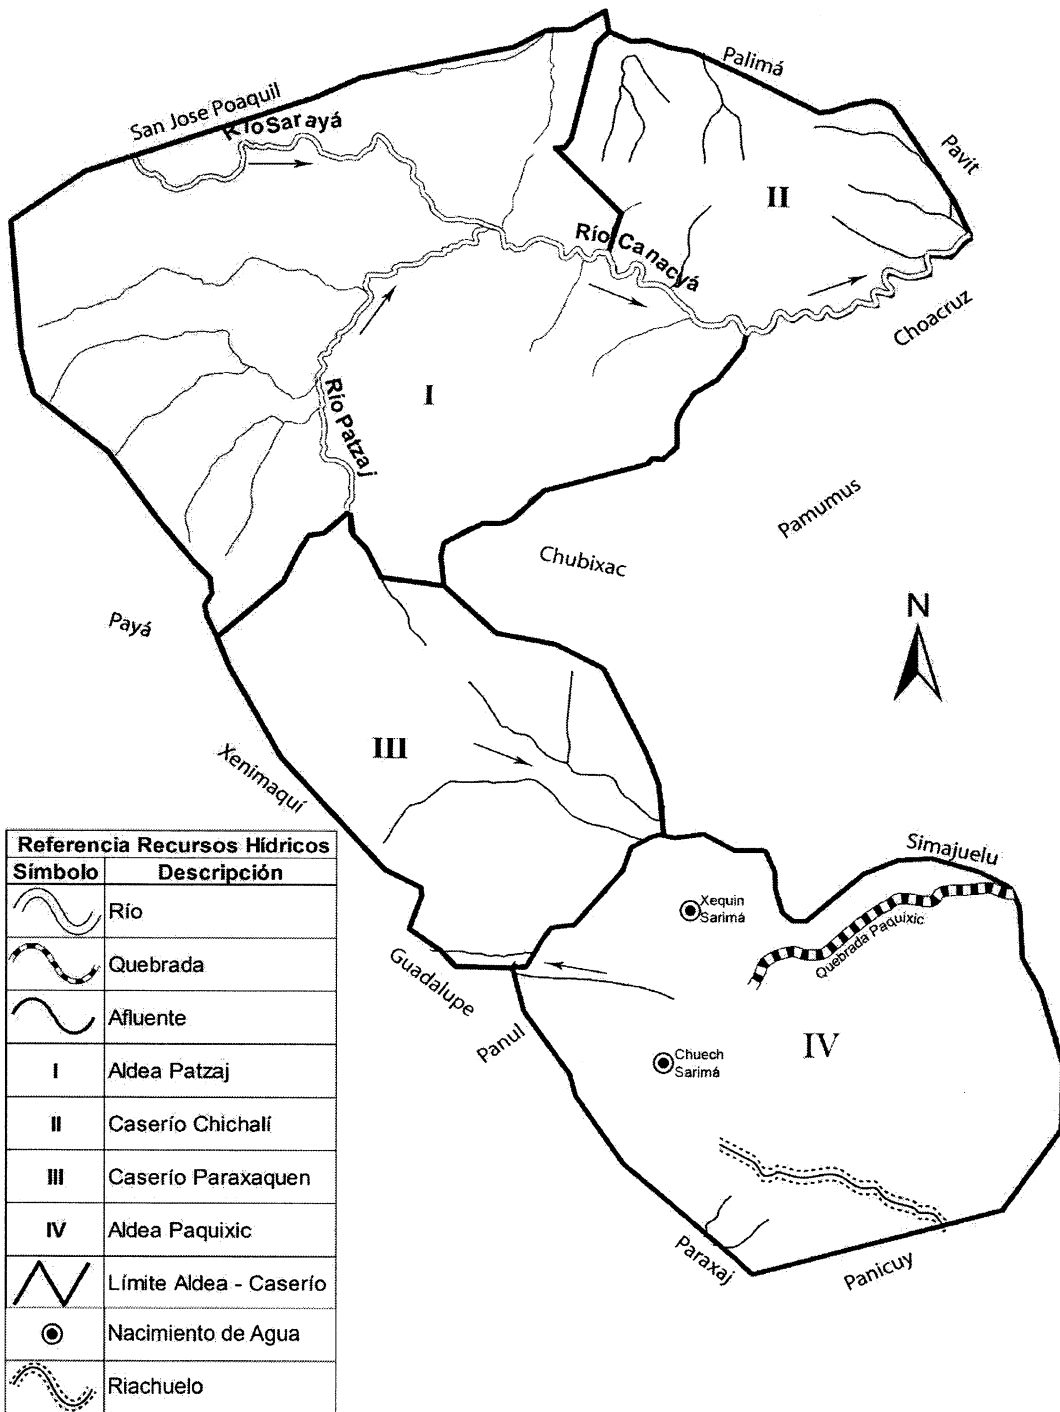 Palimá
San Jose Poaquil
Río Sarayá
Pavit
II
Río Canacyá
Choacruz
I
Río Patzaj
Pamumus
Chubixac
N
Payá
III
Xenimaquí
Simajuelu
Xequin
Sarimá
Quebrada Paquixic
Guadalupe
Panul
IV
Chuech
Sarimá
Paraxaj
Panicuy
Referencia Recursos Hídricos
Símbolo Descripción
Río
Quebrada
Afluente
I Aldea Patzaj
II Caserío Chichalí
III Caserío Paraxaquen
IV Aldea Paquixic
Límite Aldea - Caserío
Nacimiento de Agua
Riachuelo